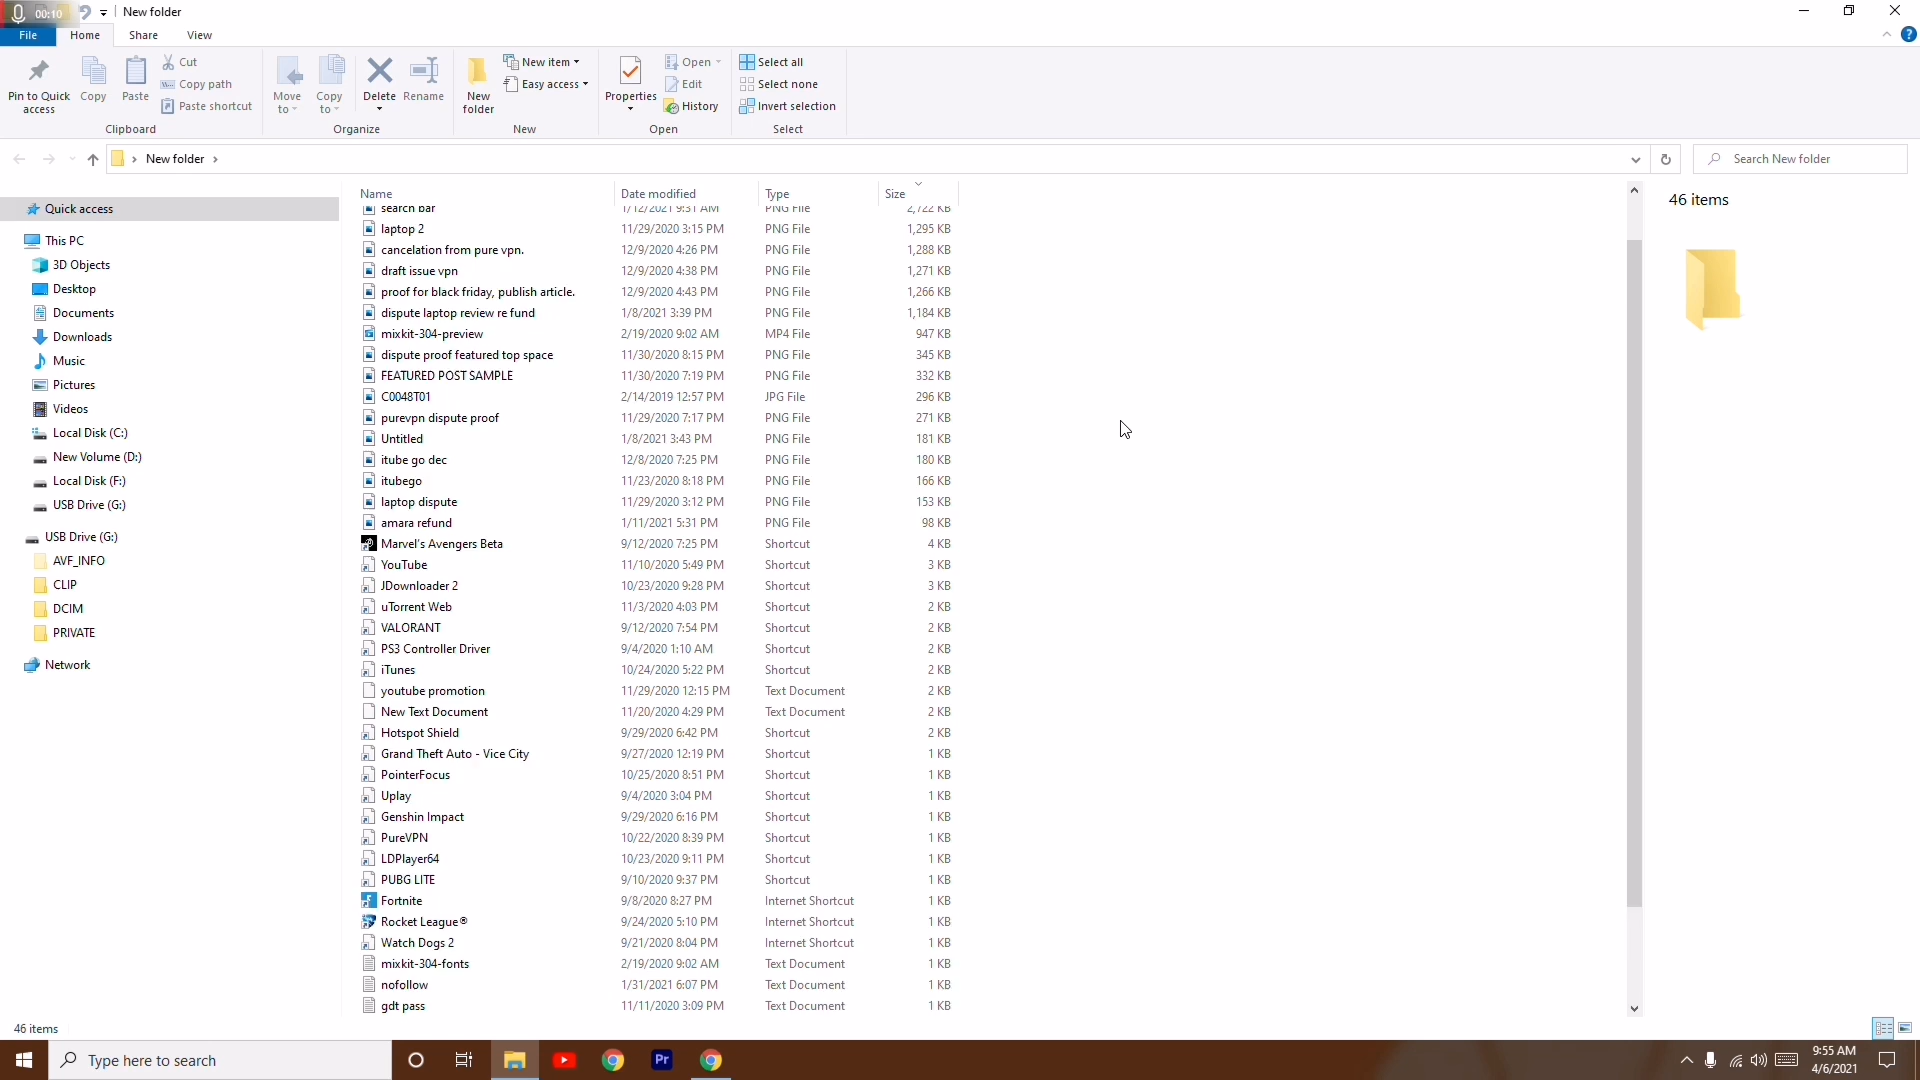 00:10 New folder
File Home Share View
Pin to Quick access Copy Paste Cut Copy path Paste shortcut
Clipboard
Move to Copy to Delete Rename
Organize
New folder New item Easy access
New
Properties Open Edit History
Open
Select all Select none Invert selection
Select
New folder
Search New folder
Quick access
This PC
3D Objects
Desktop
Documents
Downloads
Music
Pictures
Videos
Local Disk (C:)
New Volume (D:)
Local Disk (F:)
USB Drive (G:)
USB Drive (G:)
AVF_INFO
CLIP
DCIM
PRIVATE
Network
Name Date modified Type Size
search bar 1/12/2021 9:31 AM PNG File 2,722 KB
laptop 2 11/29/2020 3:15 PM PNG File 1,295 KB
cancelation from pure vpn. 12/9/2020 4:26 PM PNG File 1,288 KB
draft issue vpn 12/9/2020 4:38 PM PNG File 1,271 KB
proof for black friday, publish article. 12/9/2020 4:43 PM PNG File 1,266 KB
dispute laptop review re fund 1/8/2021 3:39 PM PNG File 1,184 KB
mixkit-304-preview 2/19/2020 9:02 AM MP4 File 947 KB
dispute proof featured top space 11/30/2020 8:15 PM PNG File 345 KB
FEATURED POST SAMPLE 11/30/2020 7:19 PM PNG File 332 KB
C0048T01 2/14/2019 12:57 PM JPG File 296 KB
purevpn dispute proof 11/29/2020 7:17 PM PNG File 271 KB
Untitled 1/8/2021 3:43 PM PNG File 181 KB
itube go dec 12/8/2020 7:25 PM PNG File 180 KB
itubego 11/23/2020 8:18 PM PNG File 166 KB
laptop dispute 11/29/2020 3:12 PM PNG File 153 KB
amara refund 1/11/2021 5:31 PM PNG File 98 KB
Marvel's Avengers Beta 9/12/2020 7:25 PM Shortcut 4 KB
YouTube 11/10/2020 5:49 PM Shortcut 3 KB
JDownloader 2 10/23/2020 9:28 PM Shortcut 3 KB
uTorrent Web 11/3/2020 4:03 PM Shortcut 2 KB
VALORANT 9/12/2020 7:54 PM Shortcut 2 KB
PS3 Controller Driver 9/4/2020 1:10 AM Shortcut 2 KB
iTunes 10/24/2020 5:22 PM Shortcut 2 KB
youtube promotion 11/29/2020 12:15 PM Text Document 2 KB
New Text Document 11/20/2020 4:29 PM Text Document 2 KB
Hotspot Shield 9/29/2020 6:42 PM Shortcut 2 KB
Grand Theft Auto - Vice City 9/27/2020 12:19 PM Shortcut 1 KB
PointerFocus 10/25/2020 8:51 PM Shortcut 1 KB
Uplay 9/4/2020 3:04 PM Shortcut 1 KB
Genshin Impact 9/29/2020 6:16 PM Shortcut 1 KB
PureVPN 10/22/2020 8:39 PM Shortcut 1 KB
LDPlayer64 10/23/2020 9:11 PM Shortcut 1 KB
PUBG LITE 9/10/2020 9:37 PM Shortcut 1 KB
Fortnite 9/8/2020 8:27 PM Internet Shortcut 1 KB
Rocket League® 9/24/2020 5:10 PM Internet Shortcut 1 KB
Watch Dogs 2 9/21/2020 8:04 PM Internet Shortcut 1 KB
mixkit-304-fonts 2/19/2020 9:02 AM Text Document 1 KB
nofollow 1/31/2021 6:07 PM Text Document 1 KB
gdt pass 11/11/2020 3:09 PM Text Document 1 KB
46 items
46 items
Type here to search
Pr
9:55 AM
4/6/2021